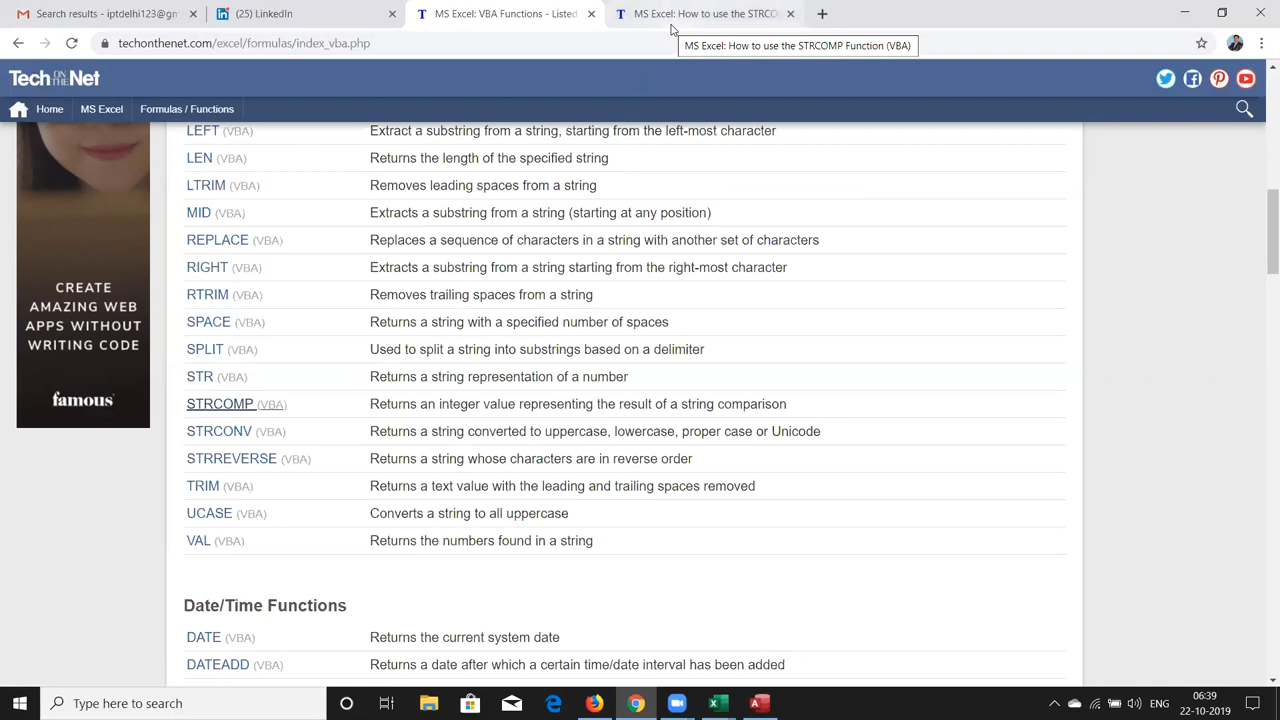 Search results - iptdelhi123@gm
(25) LinkedIn
MS Excel: VBA Functions - Listed
MS Excel: How to use the STRCO
techonthenet.com/excel/formulas/index_vba.php
MS Excel: How to use the STRCOMP Function (VBA)
Tech ON THE Net
Home MS Excel Formulas / Functions
LEFT (VBA) Extract a substring from a string, starting from the left-most character
LEN (VBA) Returns the length of the specified string
LTRIM (VBA) Removes leading spaces from a string
MID (VBA) Extracts a substring from a string (starting at any position)
REPLACE (VBA) Replaces a sequence of characters in a string with another set of characters
RIGHT (VBA) Extracts a substring from a string starting from the right-most character
RTRIM (VBA) Removes trailing spaces from a string
SPACE (VBA) Returns a string with a specified number of spaces
SPLIT (VBA) Used to split a string into substrings based on a delimiter
STR (VBA) Returns a string representation of a number
STRCOMP (VBA) Returns an integer value representing the result of a string comparison
STRCONV (VBA) Returns a string converted to uppercase, lowercase, proper case or Unicode
STRREVERSE (VBA) Returns a string whose characters are in reverse order
TRIM (VBA) Returns a text value with the leading and trailing spaces removed
UCASE (VBA) Converts a string to all uppercase
VAL (VBA) Returns the numbers found in a string
Date/Time Functions
DATE (VBA) Returns the current system date
DATEADD (VBA) Returns a date after which a certain time/date interval has been added
CREATE
AMAZING WEB
APPS WITHOUT
WRITING CODE
famous
Type here to search
ENG
06:39
22-10-2019